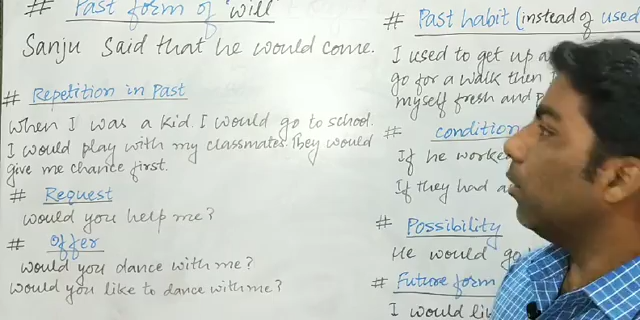 # Past form of 'will'
Sanju said that he would come.
# Repetition in Past
When I was a kid. I would go to school.
I would play with my classmates. They would
give me chance first.
# Request
would you help me?
# Offer
would you dance with me?
would you like to dance with me?
# Past habit (instead of used
I used to get up
go for a walk then
myself fresh and
# condition
If he worke
If they had
# Possibility
He would go
# Future form
I would